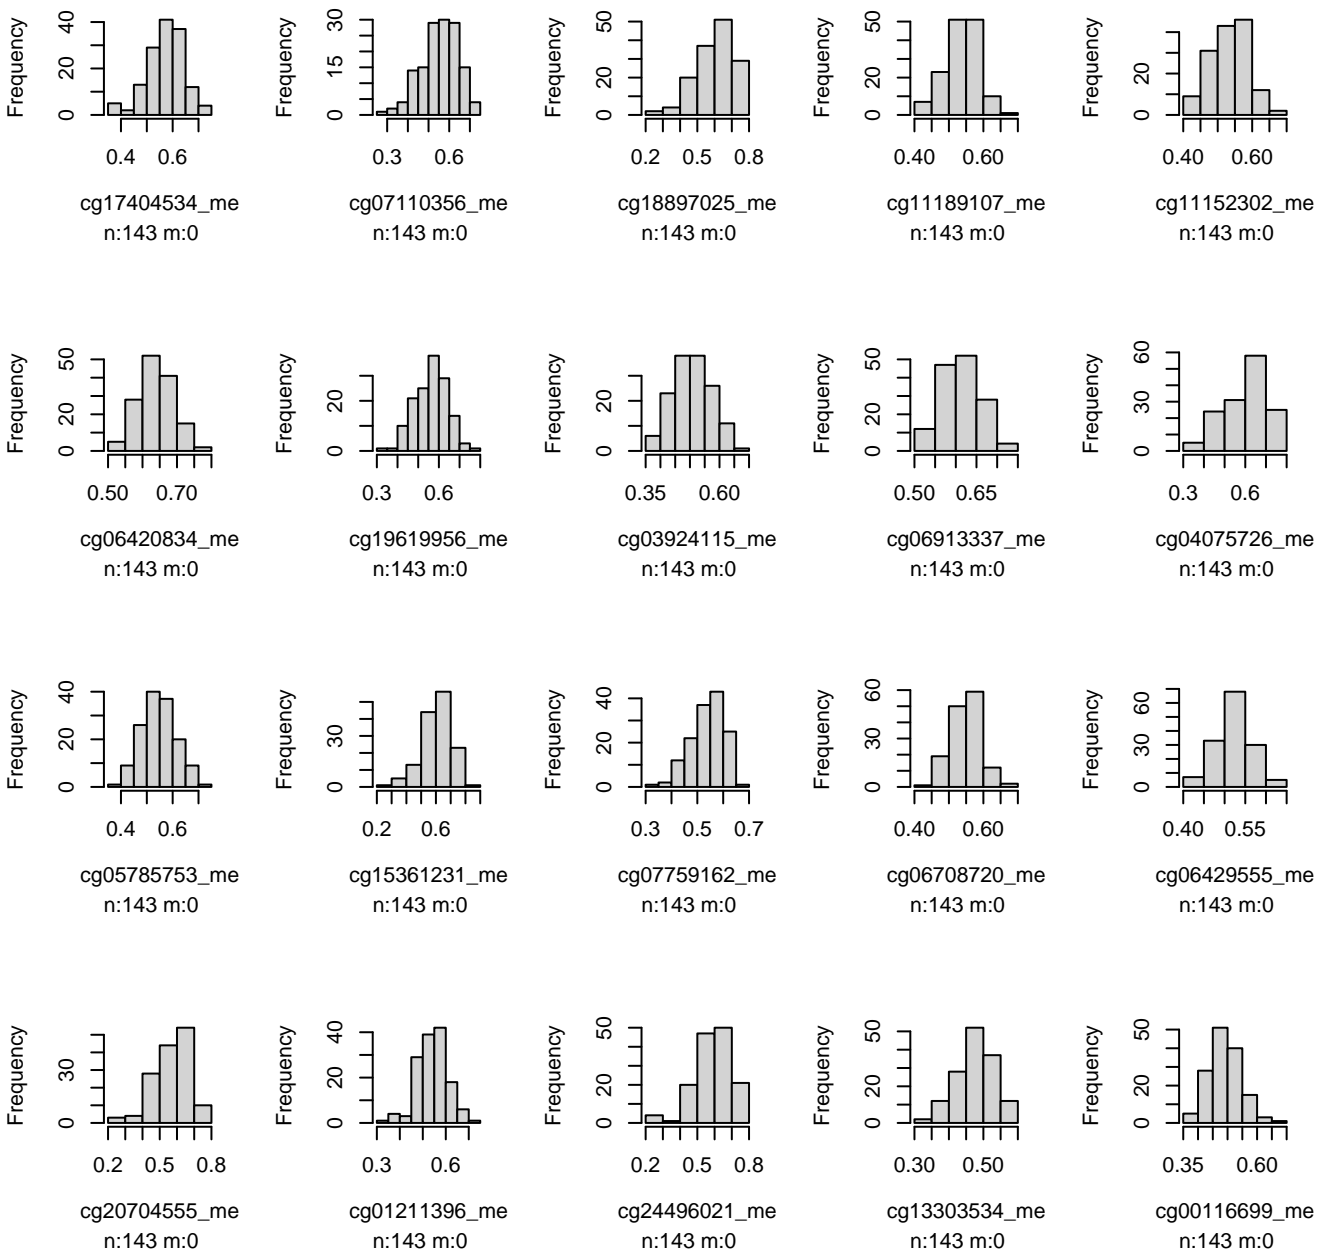 Frequency 0 20 40
0.4 0.6
cg17404534_me
n:143 m:0
Frequency 0 15 30
0.3 0.6
cg07110356_me
n:143 m:0
Frequency 0 20 50
0.2 0.5 0.8
cg18897025_me
n:143 m:0
Frequency 0 20 50
0.40 0.60
cg11189107_me
n:143 m:0
Frequency 0 20
0.40 0.60
cg11152302_me
n:143 m:0
Frequency 0 20 50
0.50 0.70
cg06420834_me
n:143 m:0
Frequency 0 20
0.3 0.6
cg19619956_me
n:143 m:0
Frequency 0 20
0.35 0.60
cg03924115_me
n:143 m:0
Frequency 0 20 50
0.50 0.65
cg06913337_me
n:143 m:0
Frequency 0 30 60
0.3 0.6
cg04075726_me
n:143 m:0
Frequency 0 20 40
0.4 0.6
cg05785753_me
n:143 m:0
Frequency 0 30
0.2 0.6
cg15361231_me
n:143 m:0
Frequency 0 20 40
0.3 0.5 0.7
cg07759162_me
n:143 m:0
Frequency 0 30 60
0.40 0.60
cg06708720_me
n:143 m:0
Frequency 0 30 60
0.40 0.55
cg06429555_me
n:143 m:0
Frequency 0 30
0.2 0.5 0.8
cg20704555_me
n:143 m:0
Frequency 0 20 40
0.3 0.6
cg01211396_me
n:143 m:0
Frequency 0 20 50
0.2 0.5 0.8
cg24496021_me
n:143 m:0
Frequency 0 20 50
0.30 0.50
cg13303534_me
n:143 m:0
Frequency 0 20 50
0.35 0.60
cg00116699_me
n:143 m:0